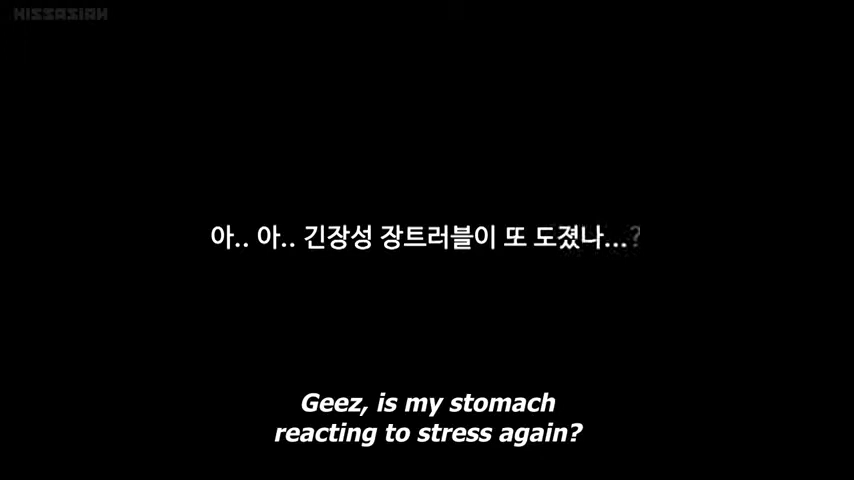 KISSASIAN
아.. 아.. 긴장성 장트러블이 또 도졌나...?
Geez, is my stomach
reacting to stress again?